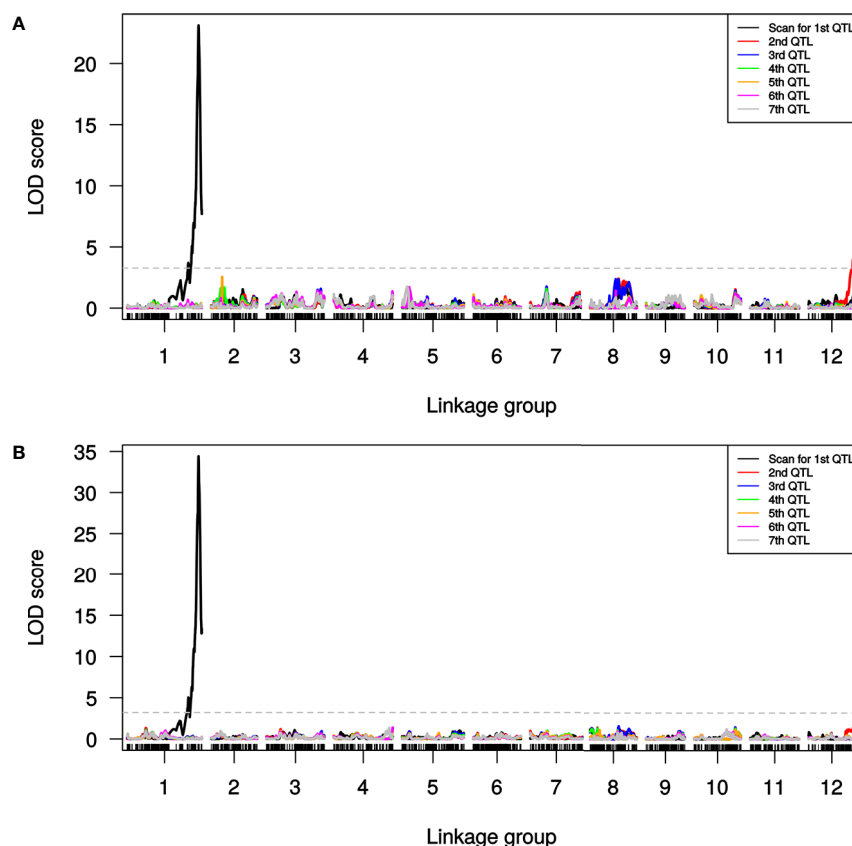 A
LOD score
20
15
10
5
0
Scan for 1st QTL
2nd QTL
3rd QTL
4th QTL
5th QTL
6th QTL
7th QTL
1 2 3 4 5 6 7 8 9 10 11 12
Linkage group
B
LOD score
35
30
25
20
15
10
5
0
Scan for 1st QTL
2nd QTL
3rd QTL
4th QTL
5th QTL
6th QTL
7th QTL
1 2 3 4 5 6 7 8 9 10 11 12
Linkage group